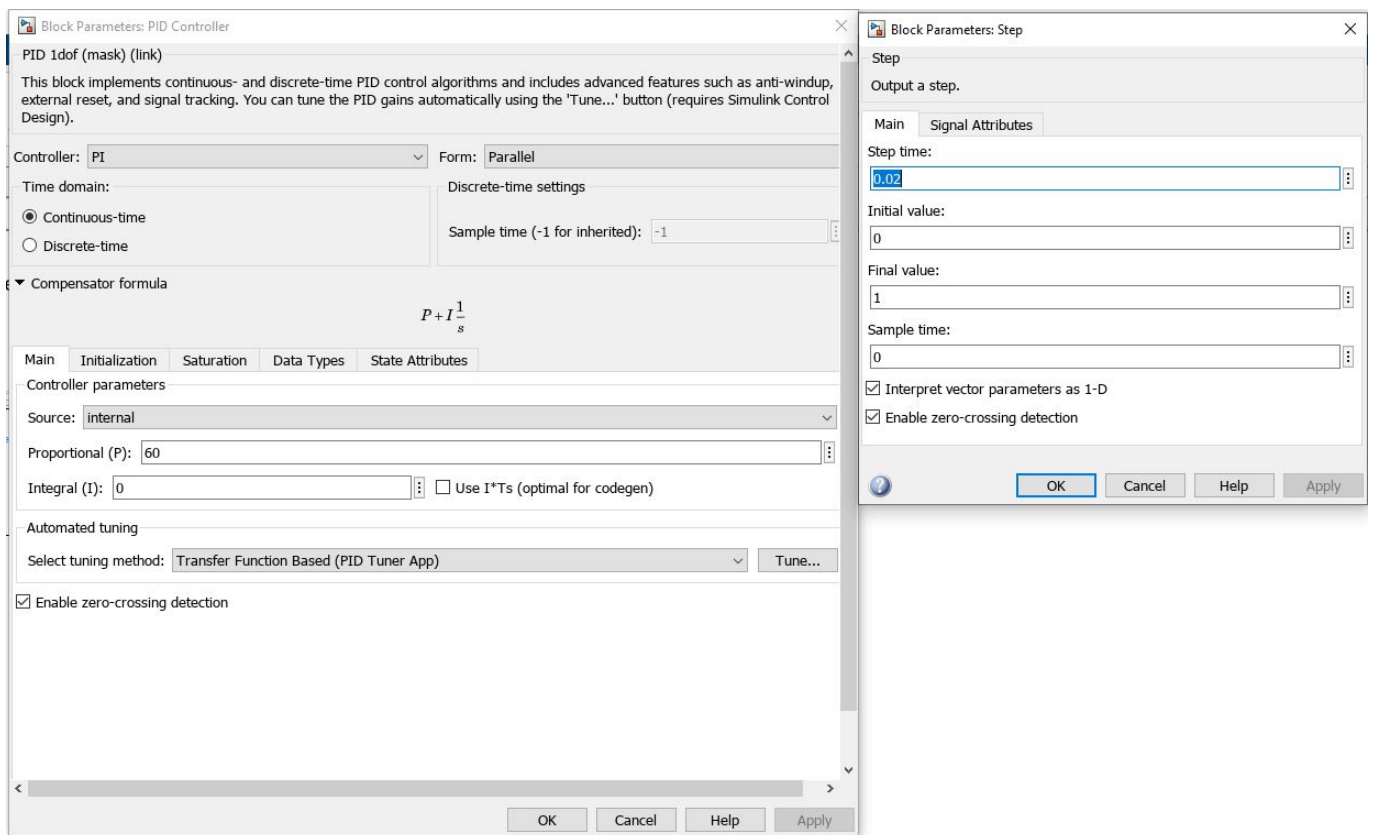 Block Parameters: PID Controller
PID 1dof (mask) (link)
This block implements continuous- and discrete-time PID control algorithms and includes advanced features such as anti-windup,
external reset, and signal tracking. You can tune the PID gains automatically using the 'Tune...' button (requires Simulink Control
Design).
Controller: PI Form: Parallel
Time domain: Discrete-time settings
Continuous-time
Sample time (-1 for inherited): -1
Discrete-time
Compensator formula
P + I 1/s
Main Initialization Saturation Data Types State Attributes
Controller parameters
Source: internal
Proportional (P): 60
Integral (I): 0 Use I*Ts (optimal for codegen)
Automated tuning
Select tuning method: Transfer Function Based (PID Tuner App) Tune...
Enable zero-crossing detection
OK Cancel Help Apply
Block Parameters: Step
Step
Output a step.
Main Signal Attributes
Step time:
0.02
Initial value:
0
Final value:
1
Sample time:
0
Interpret vector parameters as 1-D
Enable zero-crossing detection
OK Cancel Help Apply